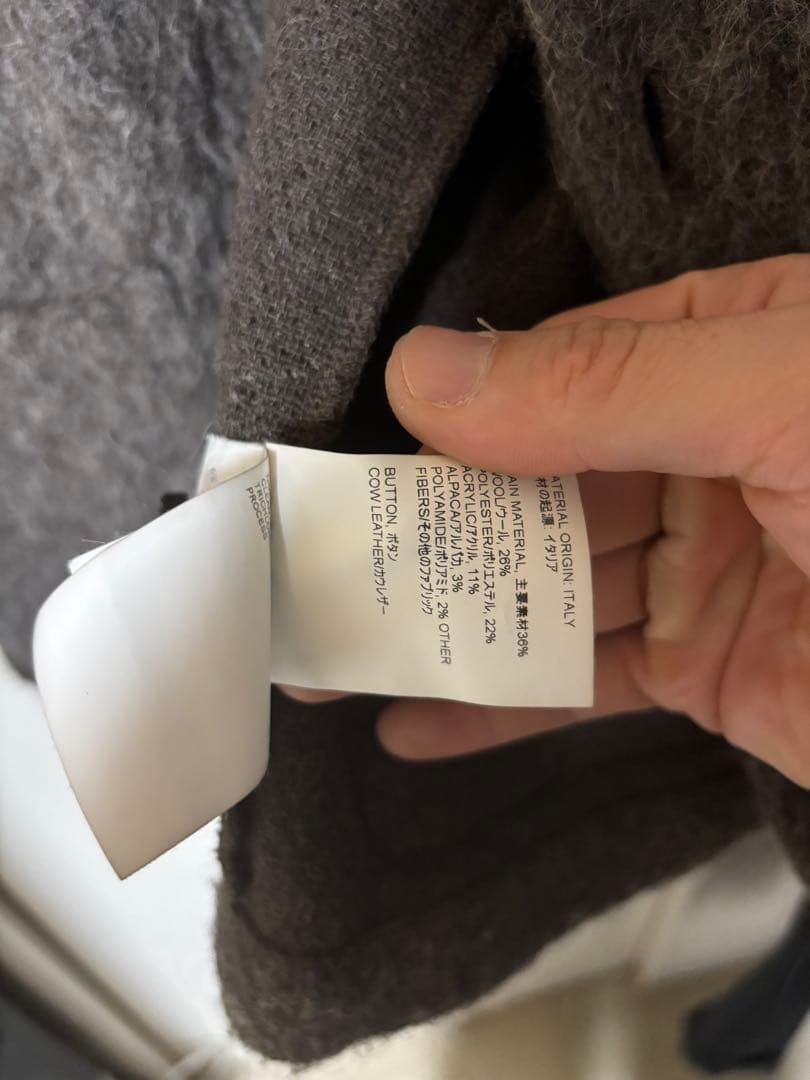 ATERIAL ORIGIN: ITALY
材の起源: イタリア
AIN MATERIAL, 主要素材36%
WOOL/ウール, 26%
POLYESTER/ポリエステル, 22%
ACRYLIC/アクリル, 11%
ALPACA/アルパカ, 3%
POLYAMIDE/ポリアミド, 2% OTHER
FIBERS/その他のファブリック
BUTTON, ボタン
COW LEATHER/カウレザー
PROCESS